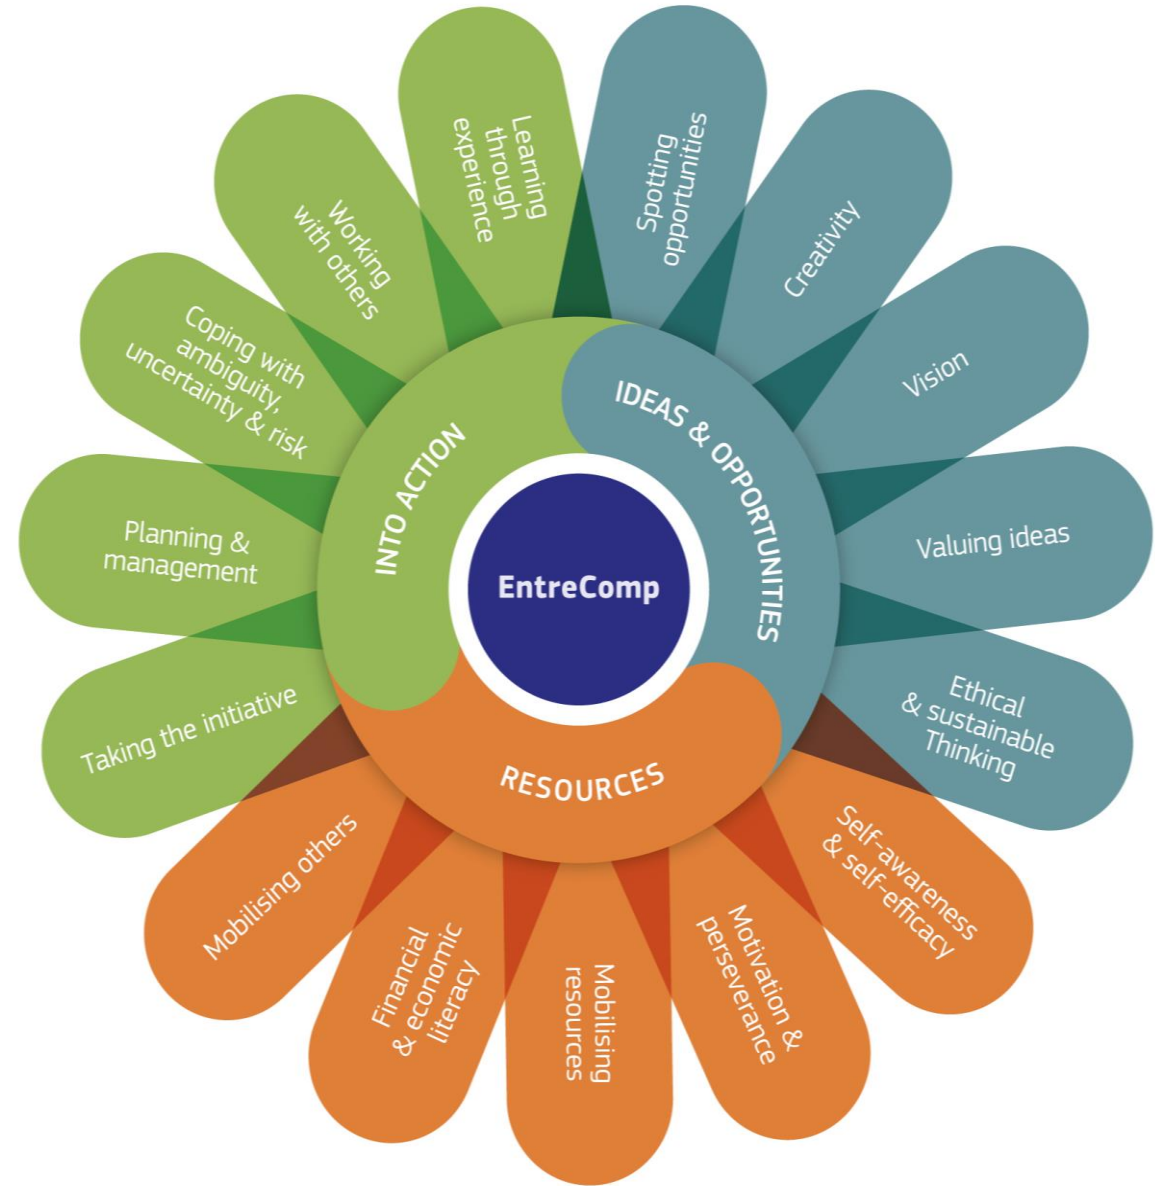 EntreComp
IDEAS & OPPORTUNITIES
Spotting
opportunities
Creativity
Vision
Valuing ideas
Ethical
& sustainable
Thinking
RESOURCES
Self-awareness
& self-efficacy
Motivation &
perseverance
Mobilising
resources
Financial
& economic
literacy
Mobilising others
INTO ACTION
Taking the initiative
Planning &
management
Coping with
ambiguity,
uncertainty & risk
Working
with others
Learning
through
experience